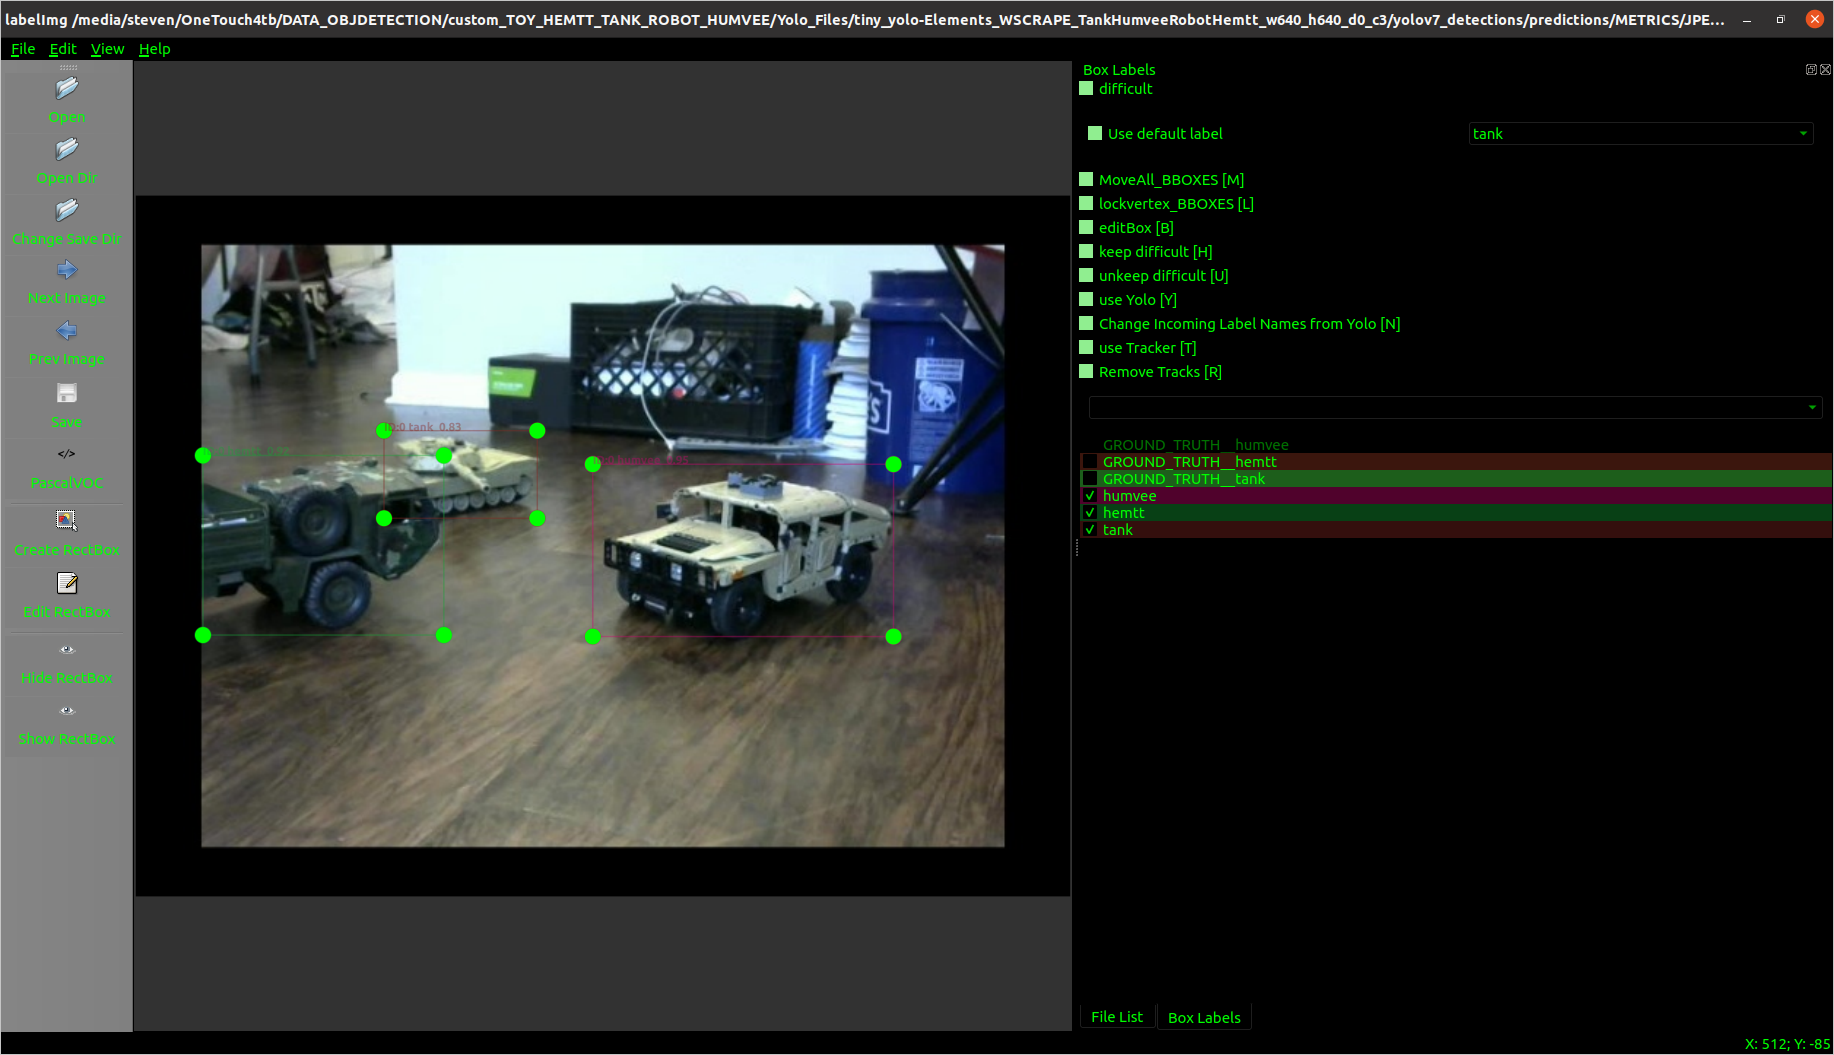 labelImg /media/steven/OneTouch4tb/DATA_OBJDETECTION/custom_TOY_HEMTT_TANK_ROBOT_HUMVEE/Yolo_Files/tiny_yolo-Elements_WSCRAPE_TankHumveeRobotHemtt_w640_h640_d0_c3/yolov7_detections/predictions/METRICS/JPE...
File Edit View Help
Open
Open Dir
Change Save Dir
Next Image
Prev Image
Save
</>
PascalVOC
Create RectBox
Edit RectBox
Hide RectBox
Show RectBox
ID:0 tank 0.83
Box Labels
difficult
Use default label
tank
MoveAll_BBOXES [M]
lockvertex_BBOXES [L]
editBox [B]
keep difficult [H]
unkeep difficult [U]
use Yolo [Y]
Change Incoming Label Names from Yolo [N]
use Tracker [T]
Remove Tracks [R]
GROUND_TRUTH__humvee
GROUND_TRUTH__hemtt
GROUND_TRUTH__tank
humvee
hemtt
tank
File List
Box Labels
X: 512; Y: -85